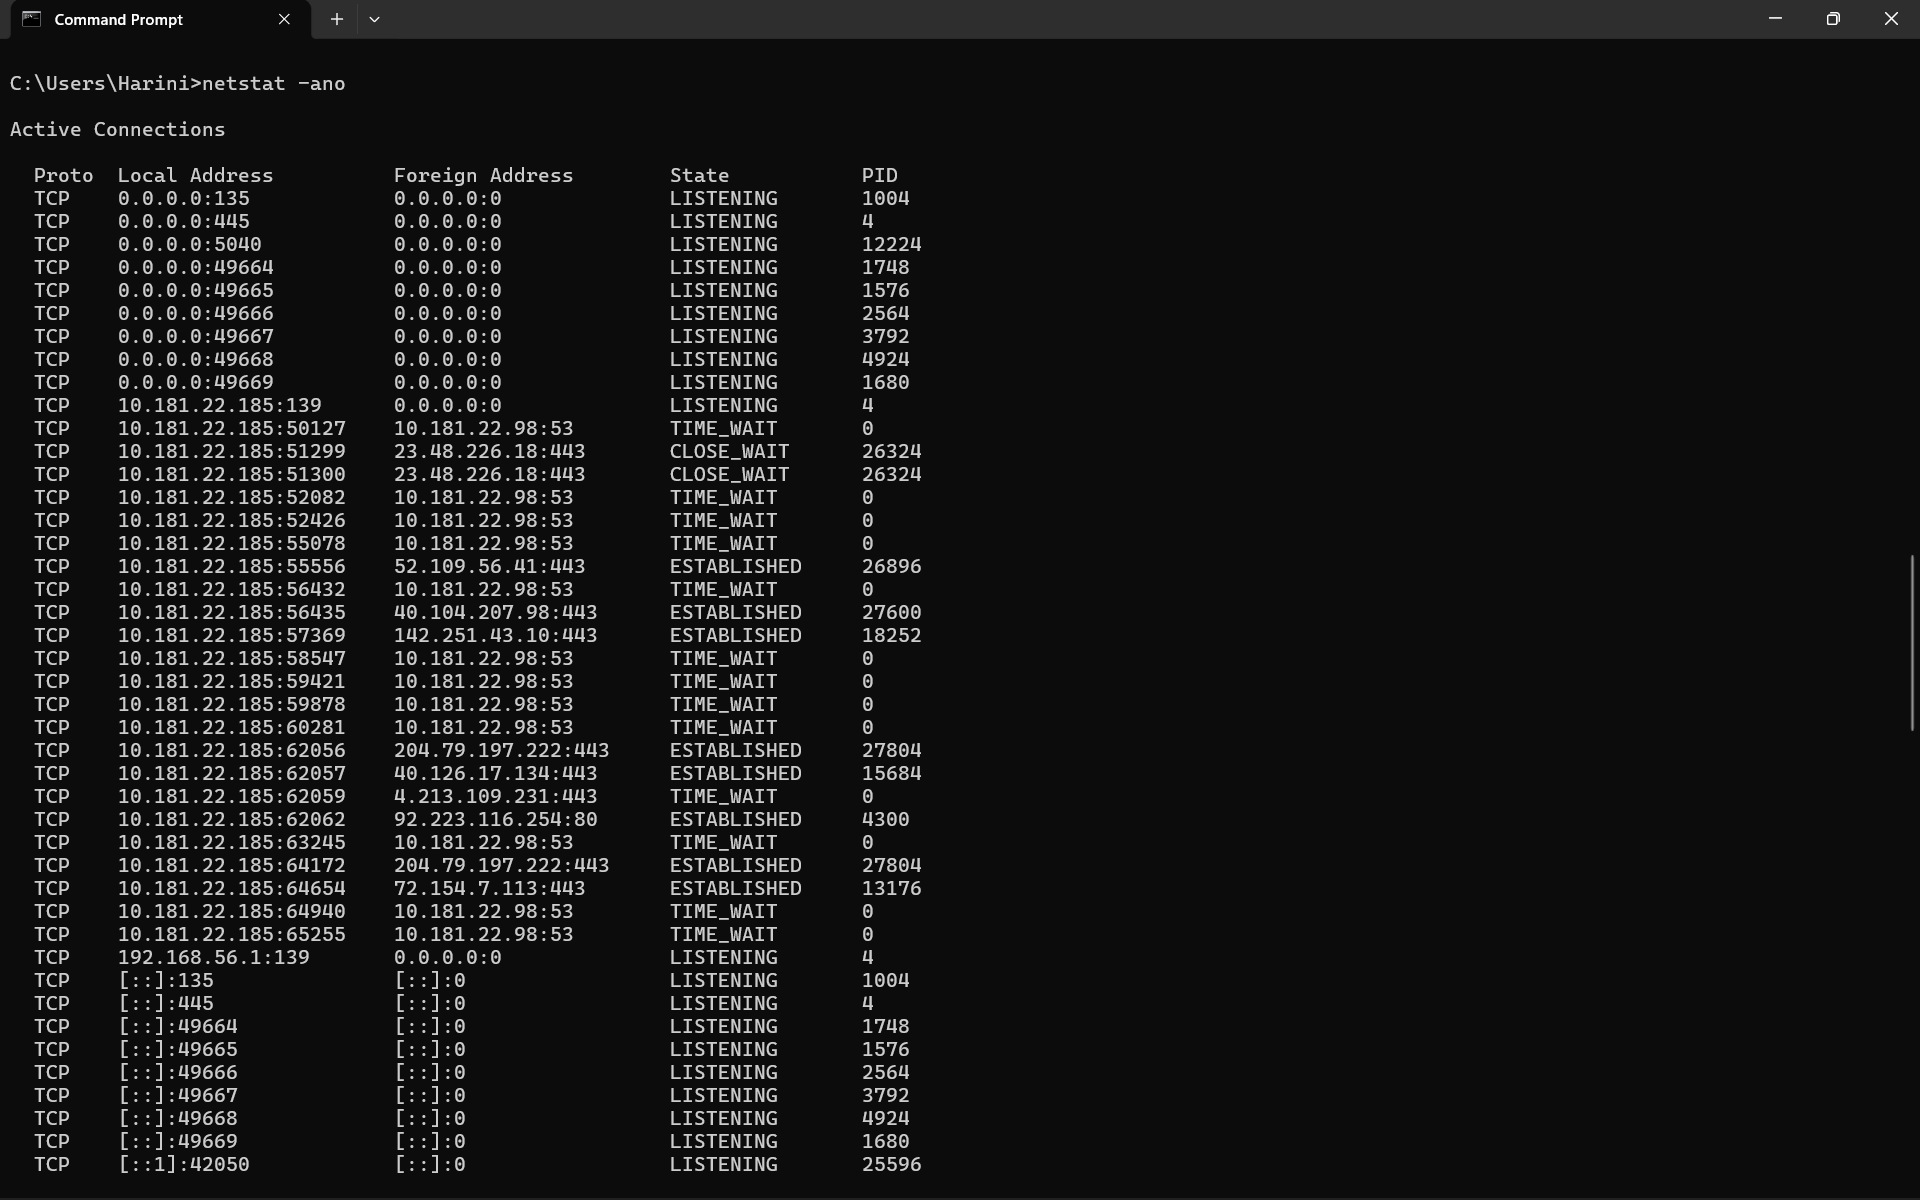 Command Prompt
C:\Users\Harini>netstat -ano
Active Connections
Proto  Local Address          Foreign Address        State           PID
TCP    0.0.0.0:135            0.0.0.0:0              LISTENING       1004
TCP    0.0.0.0:445            0.0.0.0:0              LISTENING       4
TCP    0.0.0.0:5040           0.0.0.0:0              LISTENING       12224
TCP    0.0.0.0:49664          0.0.0.0:0              LISTENING       1748
TCP    0.0.0.0:49665          0.0.0.0:0              LISTENING       1576
TCP    0.0.0.0:49666          0.0.0.0:0              LISTENING       2564
TCP    0.0.0.0:49667          0.0.0.0:0              LISTENING       3792
TCP    0.0.0.0:49668          0.0.0.0:0              LISTENING       4924
TCP    0.0.0.0:49669          0.0.0.0:0              LISTENING       1680
TCP    10.181.22.185:139      0.0.0.0:0              LISTENING       4
TCP    10.181.22.185:50127    10.181.22.98:53        TIME_WAIT       0
TCP    10.181.22.185:51299    23.48.226.18:443       CLOSE_WAIT      26324
TCP    10.181.22.185:51300    23.48.226.18:443       CLOSE_WAIT      26324
TCP    10.181.22.185:52082    10.181.22.98:53        TIME_WAIT       0
TCP    10.181.22.185:52426    10.181.22.98:53        TIME_WAIT       0
TCP    10.181.22.185:55078    10.181.22.98:53        TIME_WAIT       0
TCP    10.181.22.185:55556    52.109.56.41:443       ESTABLISHED     26896
TCP    10.181.22.185:56432    10.181.22.98:53        TIME_WAIT       0
TCP    10.181.22.185:56435    40.104.207.98:443      ESTABLISHED     27600
TCP    10.181.22.185:57369    142.251.43.10:443      ESTABLISHED     18252
TCP    10.181.22.185:58547    10.181.22.98:53        TIME_WAIT       0
TCP    10.181.22.185:59421    10.181.22.98:53        TIME_WAIT       0
TCP    10.181.22.185:59878    10.181.22.98:53        TIME_WAIT       0
TCP    10.181.22.185:60281    10.181.22.98:53        TIME_WAIT       0
TCP    10.181.22.185:62056    204.79.197.222:443     ESTABLISHED     27804
TCP    10.181.22.185:62057    40.126.17.134:443      ESTABLISHED     15684
TCP    10.181.22.185:62059    4.213.109.231:443      TIME_WAIT       0
TCP    10.181.22.185:62062    92.223.116.254:80      ESTABLISHED     4300
TCP    10.181.22.185:63245    10.181.22.98:53        TIME_WAIT       0
TCP    10.181.22.185:64172    204.79.197.222:443     ESTABLISHED     27804
TCP    10.181.22.185:64654    72.154.7.113:443       ESTABLISHED     13176
TCP    10.181.22.185:64940    10.181.22.98:53        TIME_WAIT       0
TCP    10.181.22.185:65255    10.181.22.98:53        TIME_WAIT       0
TCP    192.168.56.1:139       0.0.0.0:0              LISTENING       4
TCP    [::]:135               [::]:0                 LISTENING       1004
TCP    [::]:445               [::]:0                 LISTENING       4
TCP    [::]:49664             [::]:0                 LISTENING       1748
TCP    [::]:49665             [::]:0                 LISTENING       1576
TCP    [::]:49666             [::]:0                 LISTENING       2564
TCP    [::]:49667             [::]:0                 LISTENING       3792
TCP    [::]:49668             [::]:0                 LISTENING       4924
TCP    [::]:49669             [::]:0                 LISTENING       1680
TCP    [::1]:42050            [::]:0                 LISTENING       25596